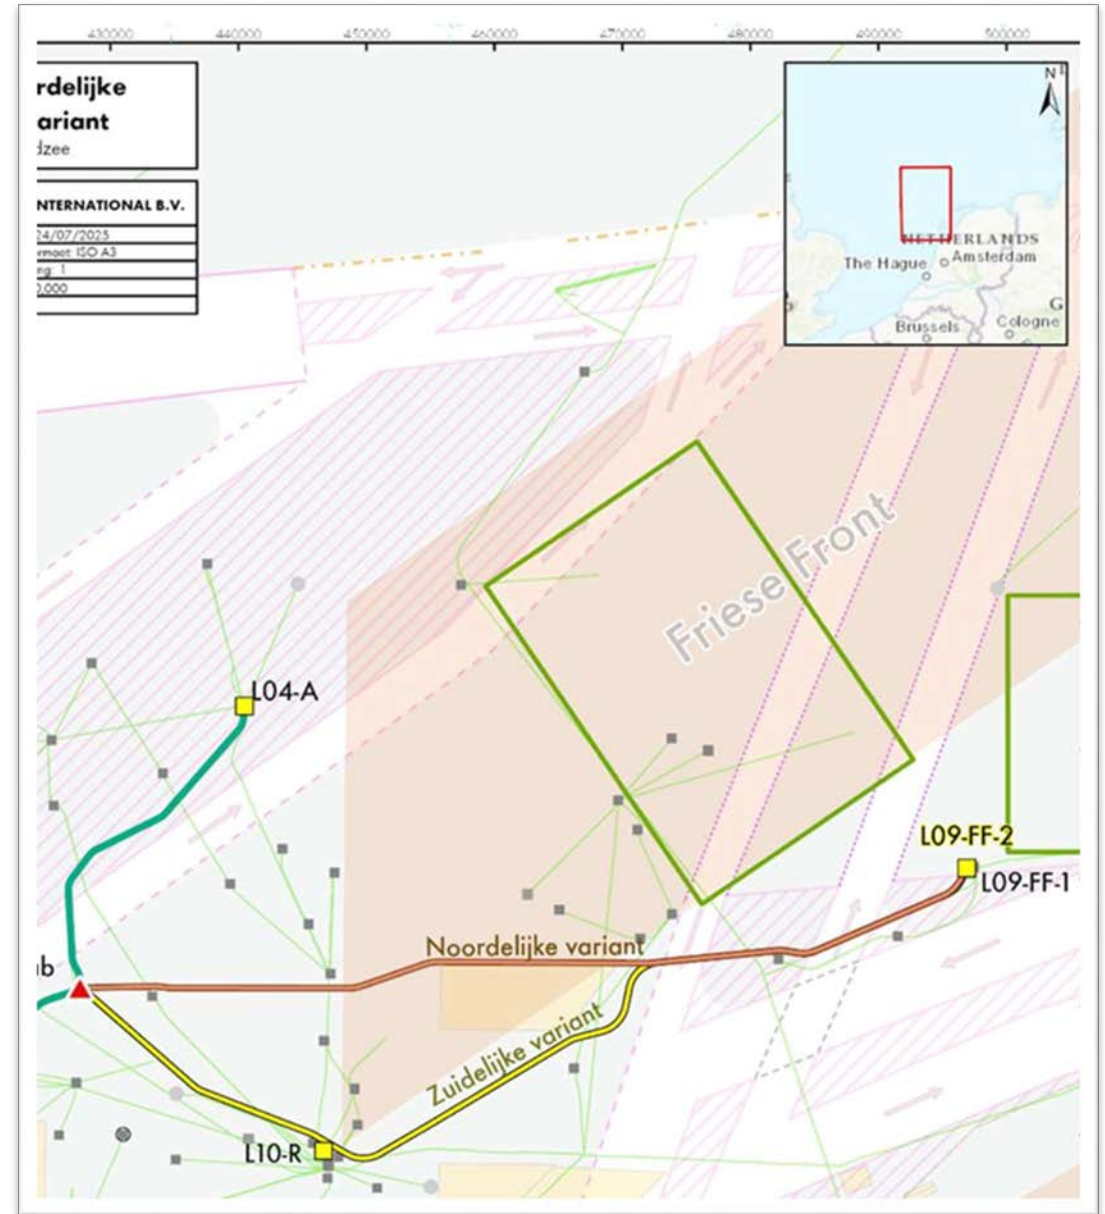 430000 440000 450000 460000 470000 480000 490000 500000
rdelijke
ariant
dzee
NTERNATIONAL B.V.
24/07/2025
rmaat: ISO A3
ng: 1
0.000
N
NETHERLANDS
The Hague
Amsterdam
G
Brussels
Cologne
Friese Front
L04-A
L09-FF-2
L09-FF-1
Noordelijke variant
ub
Zuidelijke variant
L10-R